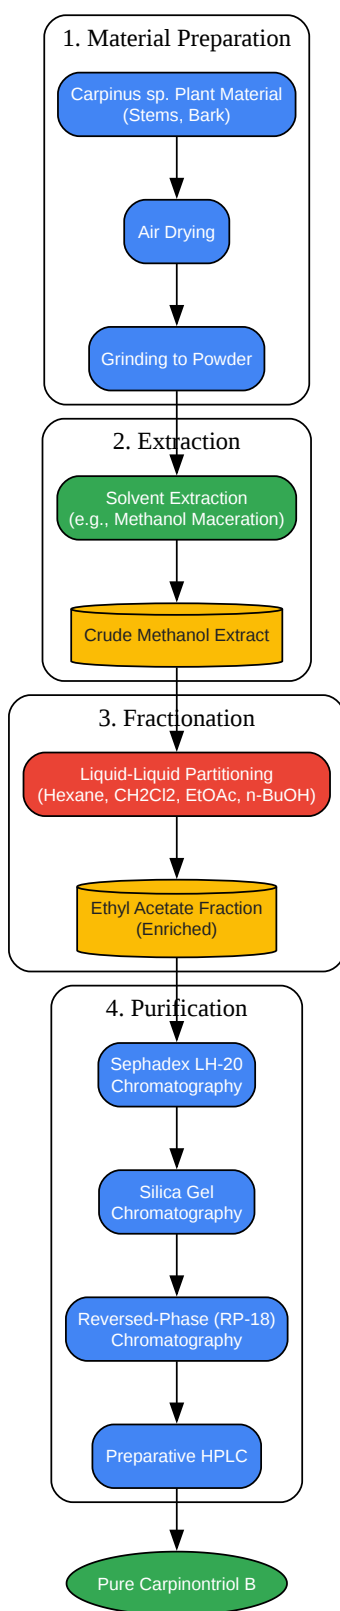 1. Material Preparation
Carpinus sp. Plant Material
(Stems, Bark)
Air Drying
Grinding to Powder
2. Extraction
Solvent Extraction
(e.g., Methanol Maceration)
Crude Methanol Extract
3. Fractionation
Liquid-Liquid Partitioning
(Hexane, CH2Cl2, EtOAc, n-BuOH)
Ethyl Acetate Fraction
(Enriched)
4. Purification
Sephadex LH-20
Chromatography
Silica Gel
Chromatography
Reversed-Phase (RP-18)
Chromatography
Preparative HPLC
Pure Carpinontriol B